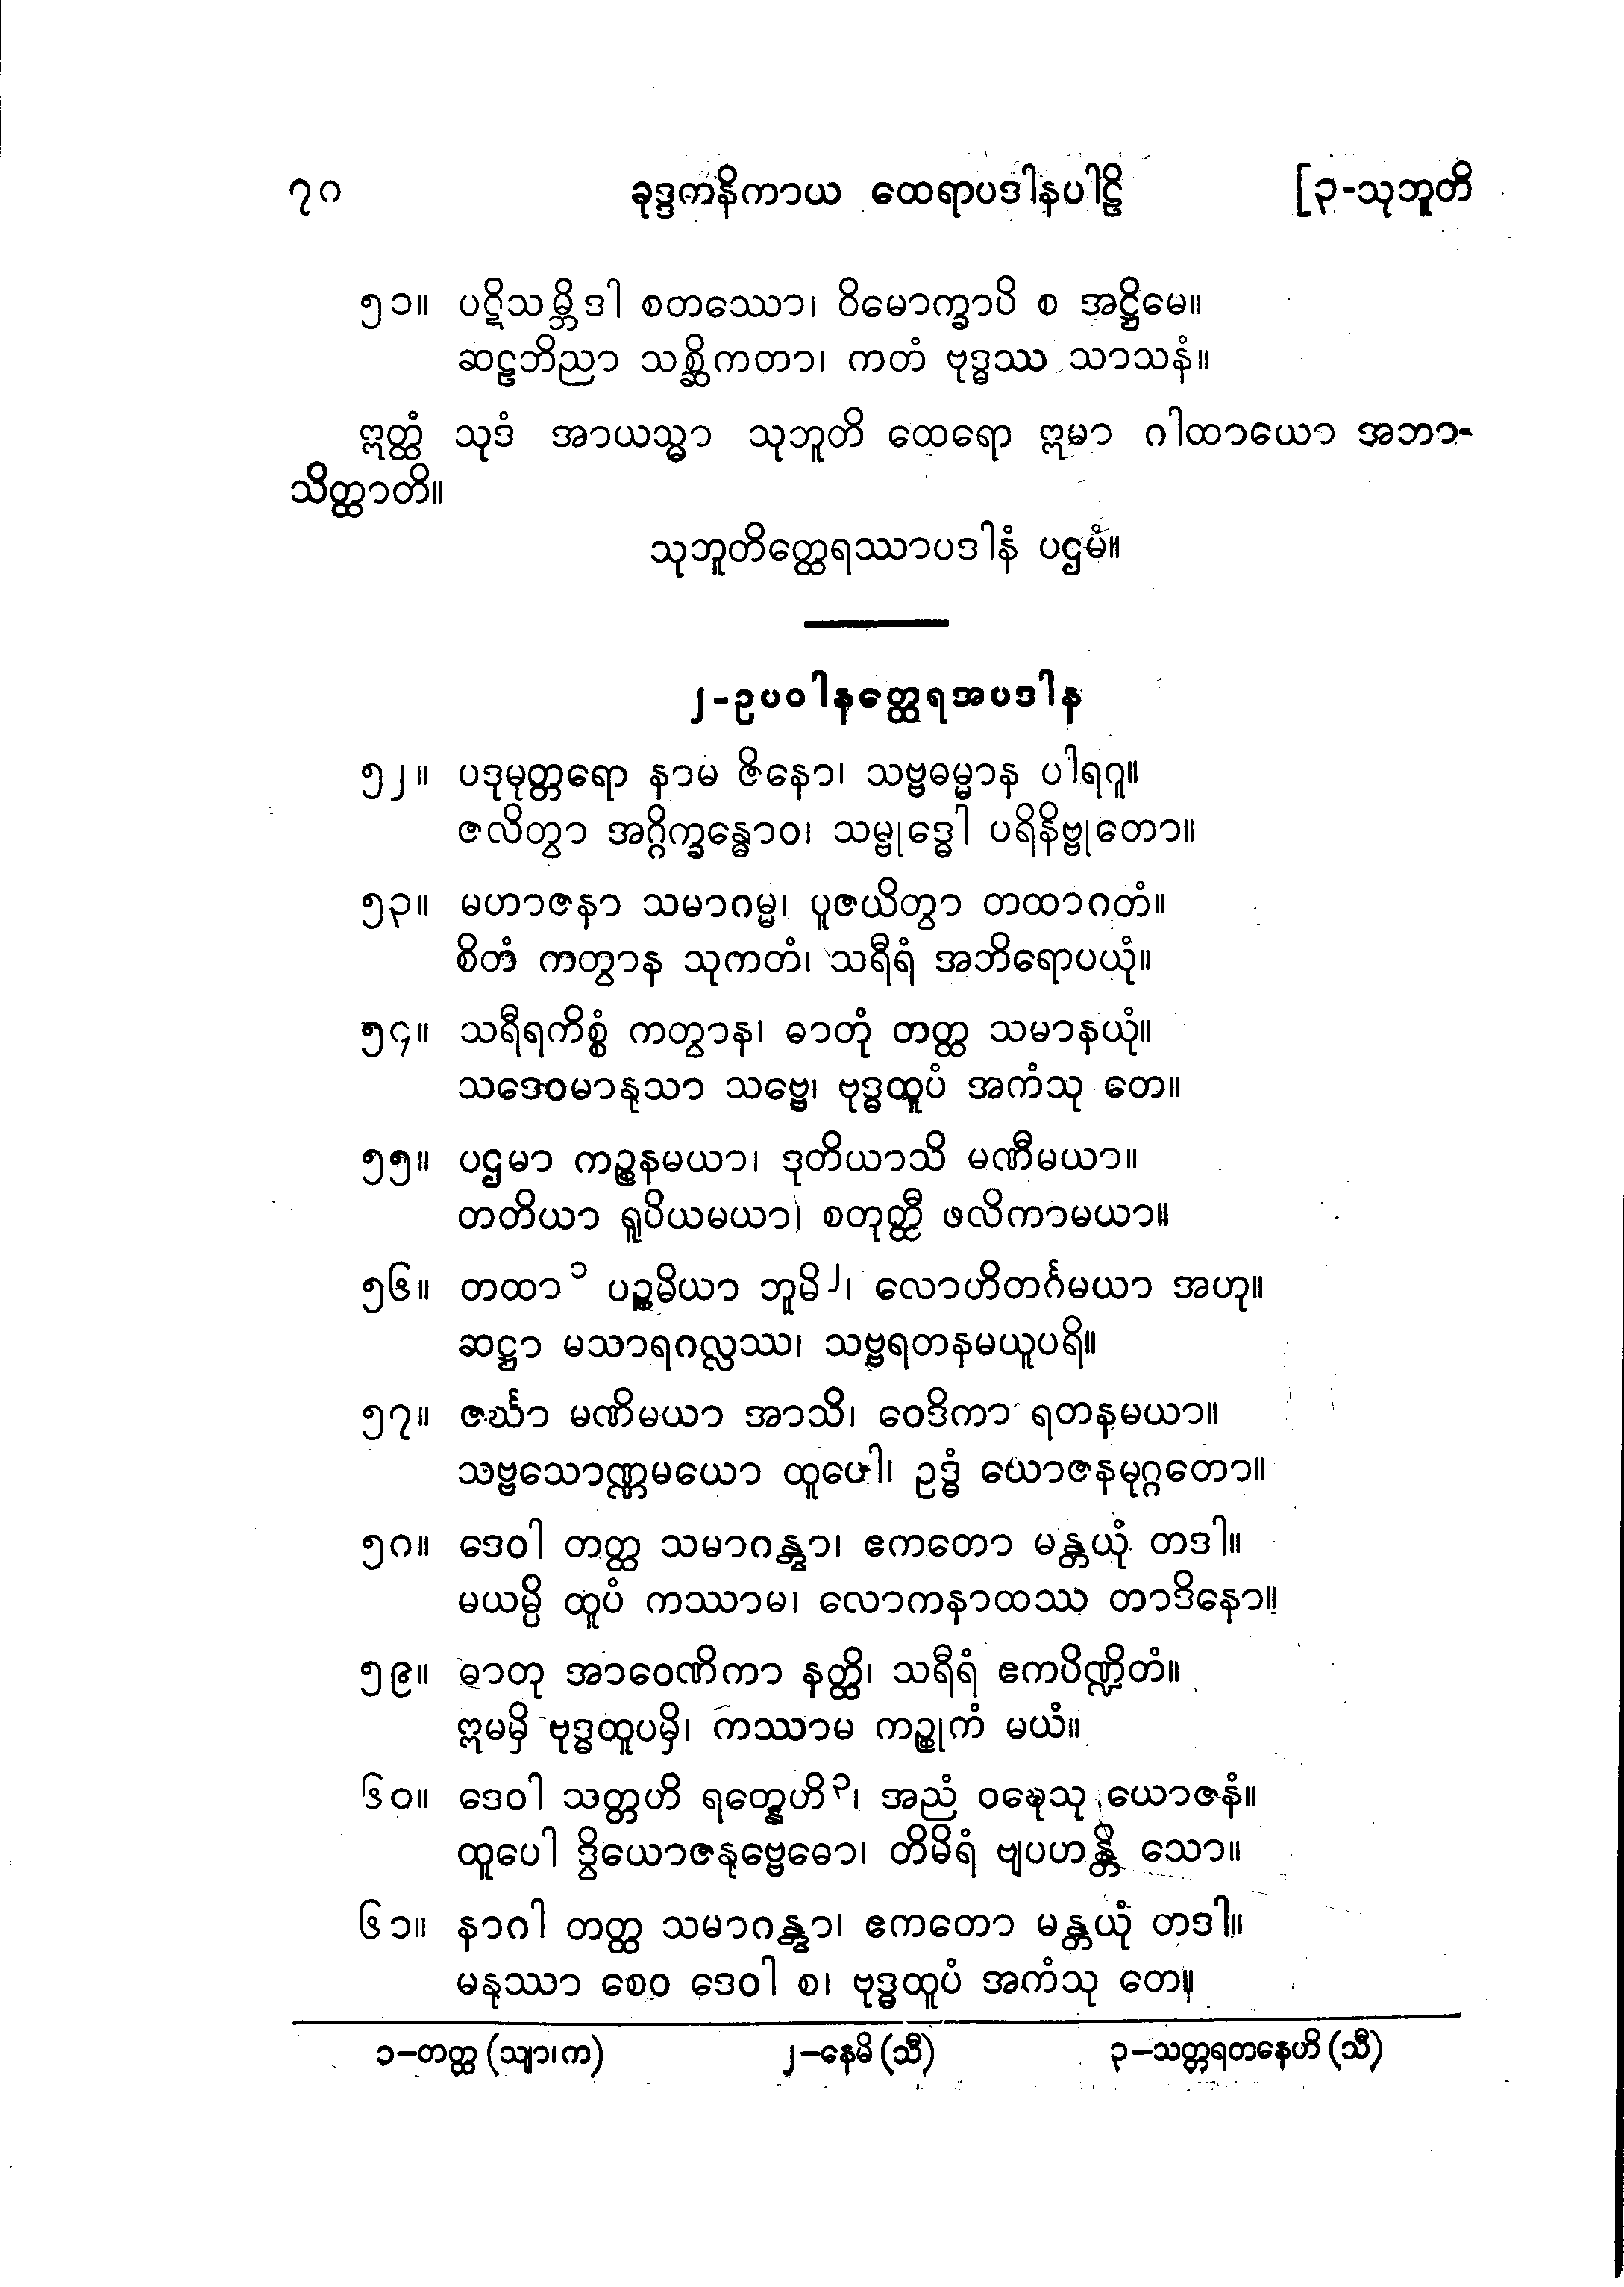 ၇၈ ခုဒ္ဒကနိကာယ ထေရာပဒါနပါဠိ [၃-သုဘူတိ
၅၁။ ပဋိသမ္ဘိဒါ စတဿော၊ ဝိမောက္ခာပိ စ အဋ္ဌိမေ။
ဆဠဘိညာ သစ္ဆိကတာ၊ ကတံ ဗုဒ္ဓဿ သာသနံ။
ဣတ္ထံ သုဒံ အာယသ္မာ သုဘူတိ ထေရော ဣမာ ဂါထာယော အဘာ-
သိတ္ထာတိ။
သုဘူတိတ္ထေရဿာပဒါနံ ပဌမံ။
၂-ဥပဝါနတ္ထေရအပဒါန
၅၂။ ပဒုမုတ္တရော နာမ ဇိနော၊ သဗ္ဗဓမ္မာန ပါရဂူ။
ဇလိတွာ အဂ္ဂိက္ခန္ဓောဝ၊ သမ္ဗုဒ္ဓေါ ပရိနိဗ္ဗုတော။
၅၃။ မဟာဇနာ သမာဂမ္မ၊ ပူဇယိတွာ တထာဂတံ။
စိတံ ကတွာန သုကတံ၊ သရီရံ အဘိရောပယုံ။
၅၄။ သရီရကိစ္စံ ကတွာန၊ ဓာတုံ တတ္ထ သမာနယုံ။
သဒေဝမာနုသာ သဗ္ဗေ၊ ဗုဒ္ဓထူပံ အကံသု တေ။
၅၅။ ပဌမာ ကဉ္စနမယာ၊ ဒုတိယာသိ မဏီမယာ။
တတိယာ ရူပိယမယာ၊ စတုတ္ထီ ဖလိကာမယာ။
၅၆။ တထာ၁ ပဉ္စမိယာ ဘူမိ၂၊ လောဟိတင်္ဂမယာ အဟု။
ဆဋ္ဌာ မသာရဂလ္လဿ၊ သဗ္ဗရတနမယူပရိ။
၅၇။ ဇင်္ဃာ မဏိမယာ အာသိ၊ ဝေဒိကာ ရတနမယာ။
သဗ္ဗသောဏ္ဏမယော ထူပေါ၊ ဥဒ္ဓံ ယောဇနမုဂ္ဂတော။
၅၈။ ဒေဝါ တတ္ထ သမာဂန္တွာ၊ ဧကတော မန္တယုံ တဒါ။
မယမ္ပိ ထူပံ ကဿာမ၊ လောကနာထဿ တာဒိနော။
၅၉။ ဓာတု အာဝေဏိကာ နတ္ထိ၊ သရီရံ ဧကပိဏ္ဍိတံ။
ဣမမှိ ဗုဒ္ဓထူပမှိ၊ ကဿာမ ကဉ္စုကံ မယံ။
၆၀။ ဒေဝါ သတ္တဟိ ရတ္နေဟိ၃၊ အညံ ဝဍ္ဎေသု ယောဇနံ။
ထူပေါ ဒွိယောဇနုဗ္ဗေဓော၊ တိမိရံ ဗျပဟန္တိ သော။
၆၁။ နာဂါ တတ္ထ သမာဂန္တွာ၊ ဧကတော မန္တယုံ တဒါ။
မနုဿာ စေဝ ဒေဝါ စ၊ ဗုဒ္ဓထူပံ အကံသု တေ။
၁–တတ္ထ (သျာ၊က) ၂–နေမိ (သီ) ၃–သတ္တရတနေဟိ (သီ)